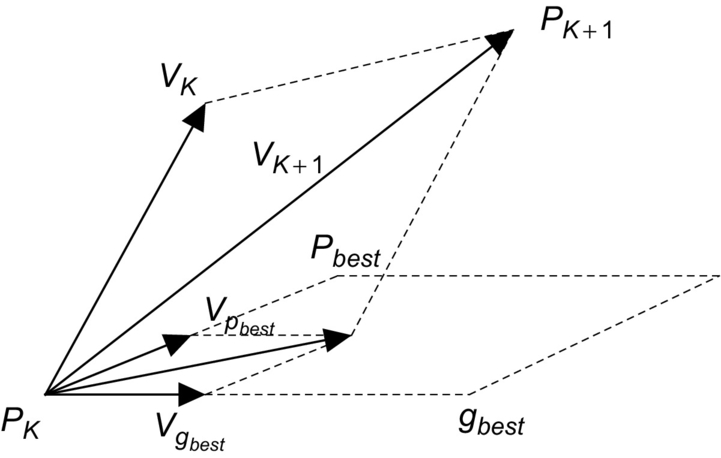 P_{K+1}
V_K
V_{K+1}
P_{best}
V_{p_{best}}
P_K
V_{g_{best}}
g_{best}